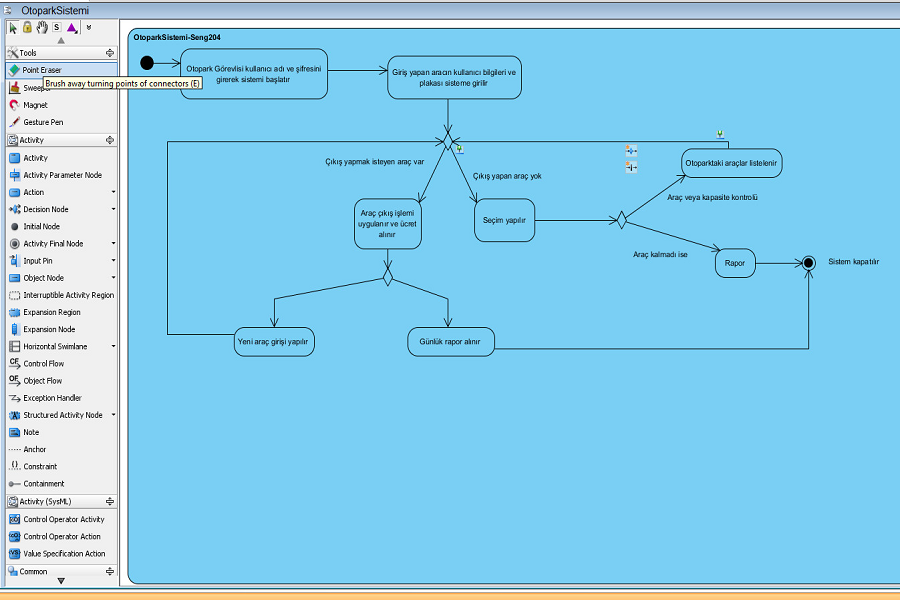 OtoparkSistemi
S
Tools
Point Eraser
Brush away turning points of connectors (E)
Magnet
Gesture Pen
Activity
Activity
Activity Parameter Node
Action
Decision Node
Initial Node
Activity Final Node
Input Pin
Object Node
Interruptible Activity Region
Expansion Region
Expansion Node
Horizontal Swimlane
CF
Control Flow
OF
Object Flow
Exception Handler
Structured Activity Node
Note
Anchor
Constraint
Containment
Activity (SysML)
Control Operator Activity
Control Operator Action
Value Specification Action
Common
OtoparkSistemi-Seng204
Otopark Görevlisi kullanıcı adı ve şifresini
girerek sistemi başlatır
Giriş yapan aracın kullanıcı bilgileri ve
plakası sisteme girilir
Çıkış yapmak isteyen araç var
Çıkış yapan araç yok
Otoparktaki araçlar listelenir
Araç veya kapasite kontrolü
Araç çıkış işlemi
uygulanır ve ücret
alınır
Seçim yapılır
Araç kalmadı ise
Rapor
Sistem kapatılır
Yeni araç girişi yapılır
Günlük rapor alınır